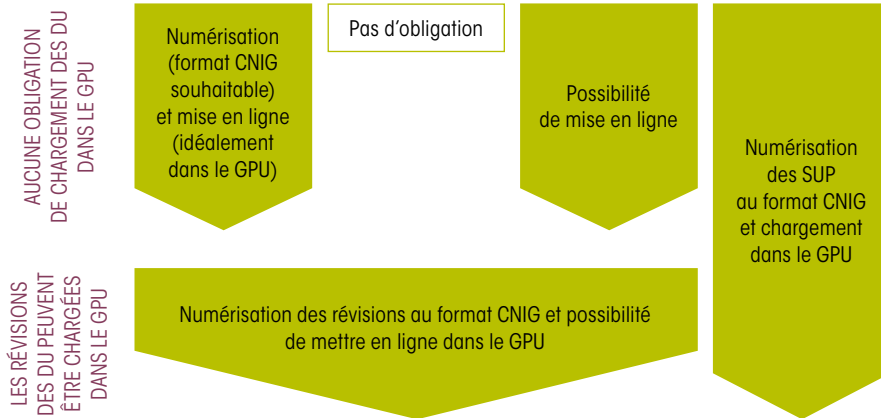 AUCUNE OBLIGATION
DE CHARGEMENT DES DU
DANS LE GPU
Numérisation
(format CNIG
souhaitable)
et mise en ligne
(idéalement
dans le GPU)
Pas d'obligation
Possibilité
de mise en ligne
Numérisation
des SUP
au format CNIG
et chargement
dans le GPU
LES RÉVISIONS
DES DU PEUVENT
ÊTRE CHARGÉES
DANS LE GPU
Numérisation des révisions au format CNIG et possibilité
de mettre en ligne dans le GPU